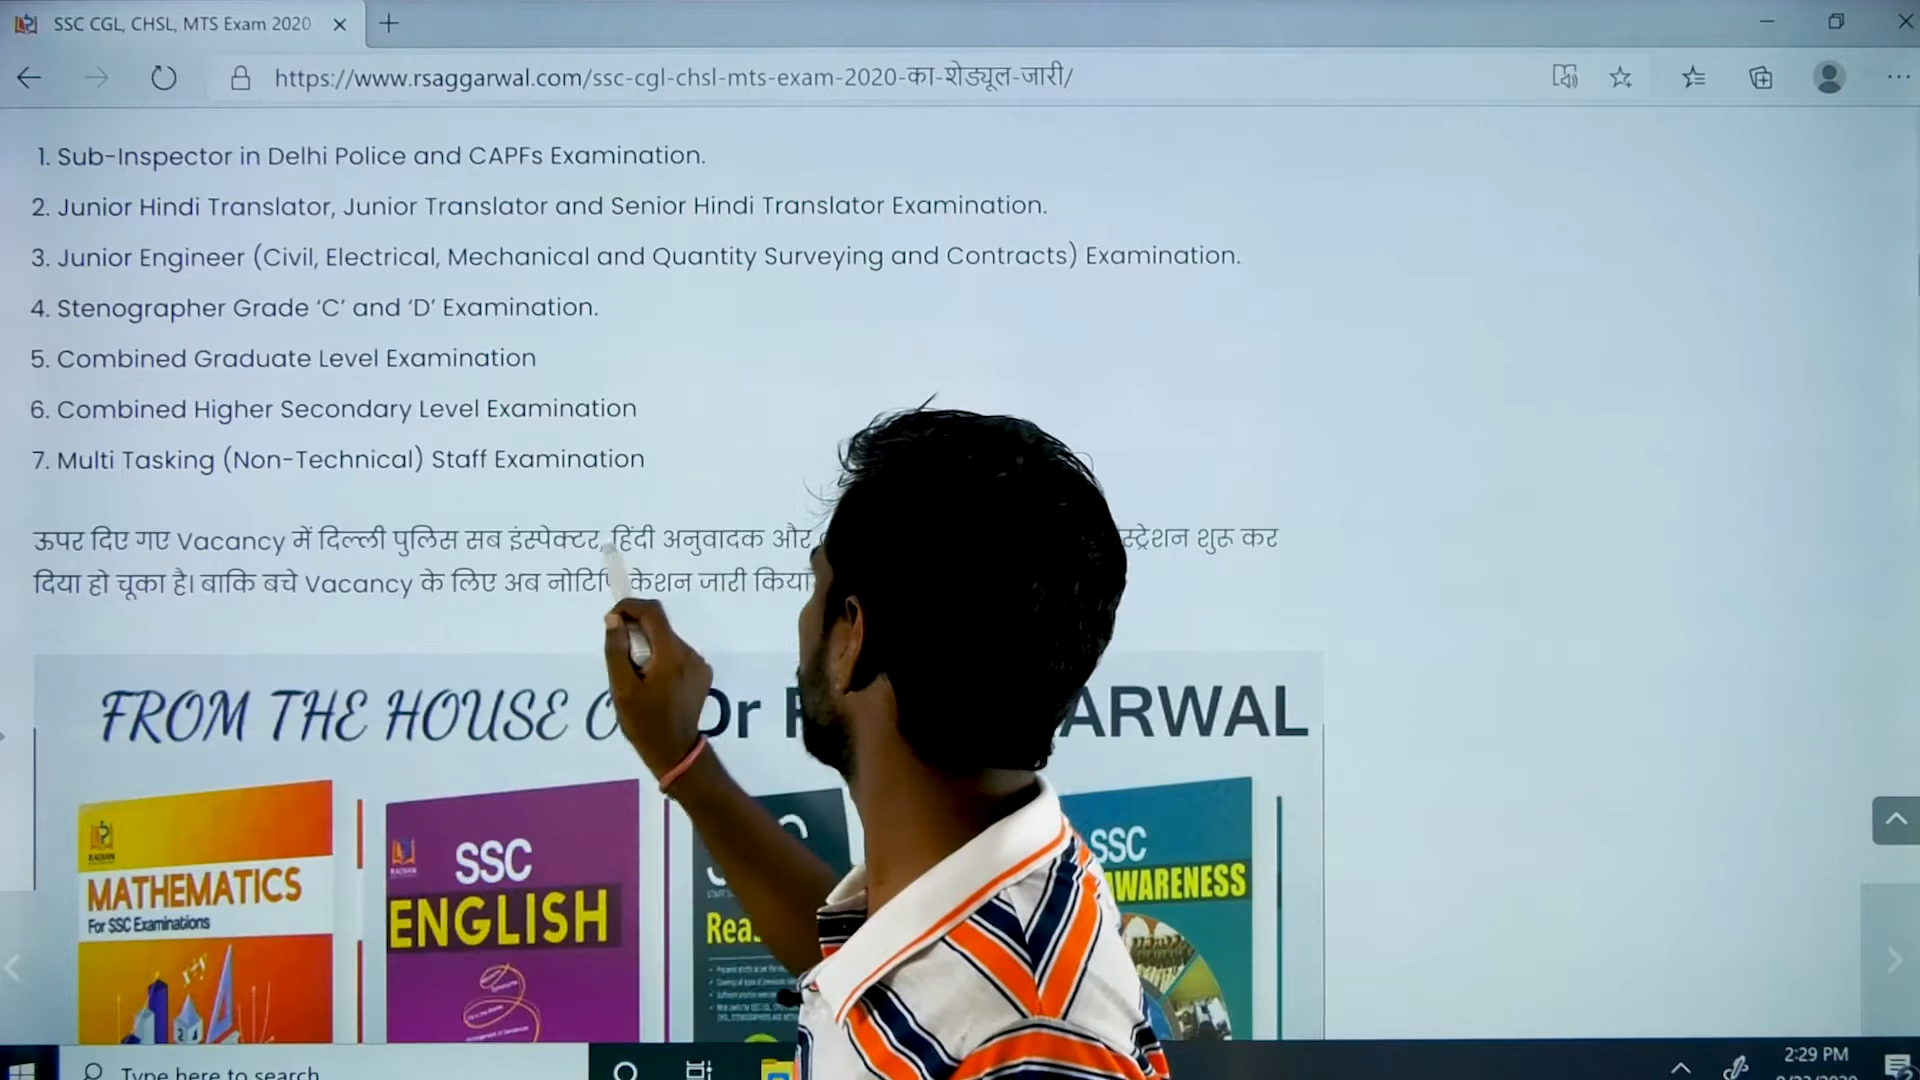 SSC CGL, CHSL, MTS Exam 2020
https://www.rsaggarwal.com/ssc-cgl-chsl-mts-exam-2020-का-शेड्यूल-जारी/
1. Sub-Inspector in Delhi Police and CAPFs Examination.
2. Junior Hindi Translator, Junior Translator and Senior Hindi Translator Examination.
3. Junior Engineer (Civil, Electrical, Mechanical and Quantity Surveying and Contracts) Examination.
4. Stenographer Grade ‘C’ and ‘D’ Examination.
5. Combined Graduate Level Examination
6. Combined Higher Secondary Level Examination
7. Multi Tasking (Non-Technical) Staff Examination
ऊपर दिए गए Vacancy में दिल्ली पुलिस सब इंस्पेक्टर, हिंदी अनुवादक और शुरू कर
दिया हो चूका है। बाकि बचे Vacancy के लिए अब नोटिफिकेशन जारी किया
FROM THE HOUSE Dr ARWAL
RADIAN
MATHEMATICS
For SSC Examinations
SSC
ENGLISH
SSC
AWARENESS
Type here to search
2:29 PM